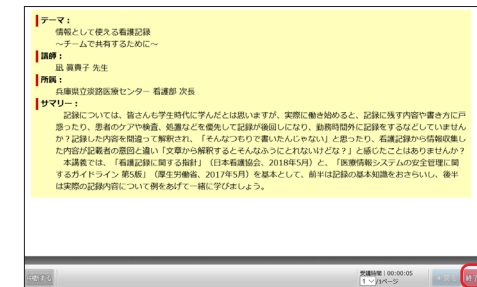 テーマ：
情報として使える看護記録
～チームで共有するために～
講師：
凪 眞貴子 先生
所属：
兵庫県立淡路医療センター 看護部 次長
サマリー：
記録については、皆さんも学生時代に学んだとは思いますが、実際に働き始めると、記録に残す内容や書き方に戸
惑ったり、患者のケアや検査、処置などを優先して記録が後回しになり、勤務時間外に記録をするなどしていません
か？記録した内容を間違って解釈され、「そんなつもりで書いたんじゃない」と思ったり、看護記録から情報収集し
た内容が記載者の意図と違い「文章から解釈するとそんなふうにとれないけどな？」と感じたことはありませんか？
本講義では、「看護記録に関する指針」（日本看護協会、2018年5月）と、「医療情報システムの安全管理に関
するガイドライン 第5版」（厚生労働省、2017年5月）を基本として、前半は記録の基本知識をおさらいし、後半
は実際の記録内容について例をあげて一緒に学びましょう。
中断する
受講時間：00:00:05
1 /3ページ
終了